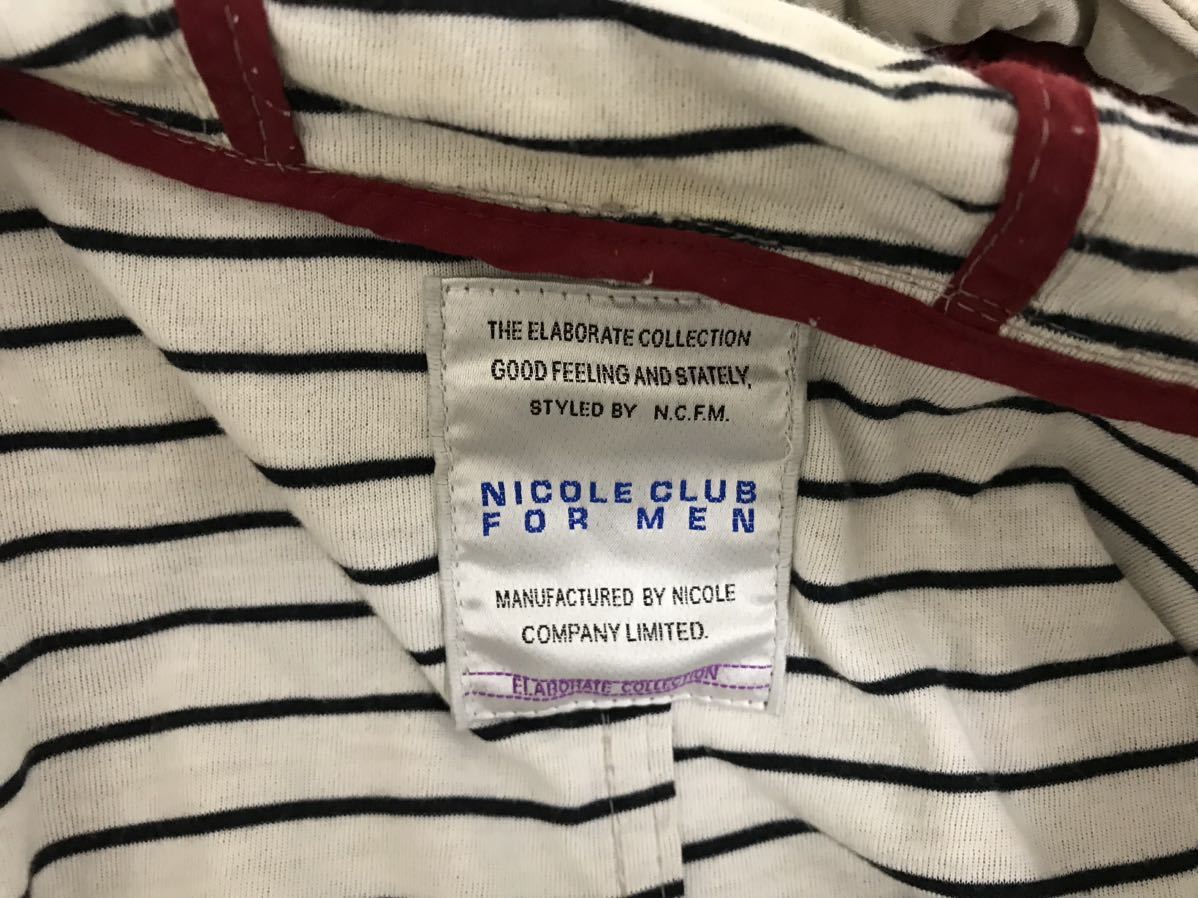 THE ELABORATE COLLECTION
GOOD FEELING AND STATELY,
STYLED BY N.C.F.M.
NICOLE CLUB
FOR MEN
MANUFACTURED BY NICOLE
COMPANY LIMITED.
ELABORATE COLLECTION